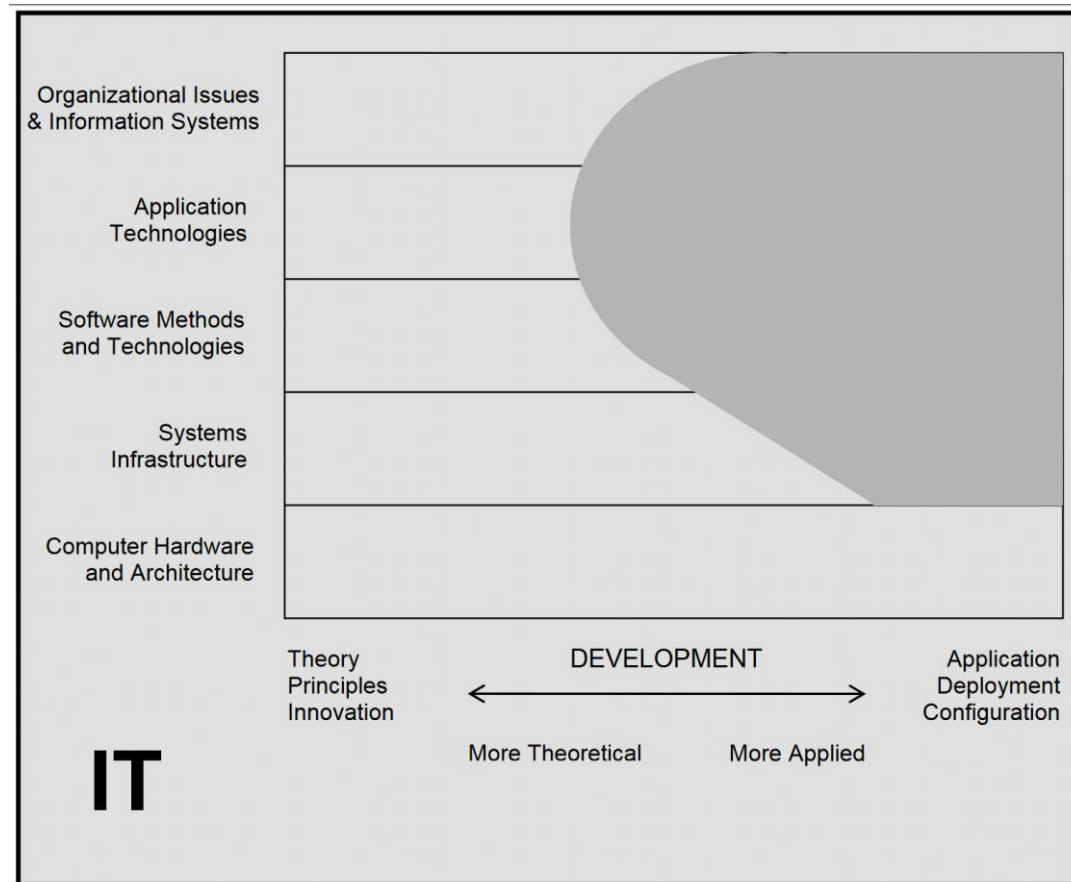 Organizational Issues
& Information Systems
Application
Technologies
Software Methods
and Technologies
Systems
Infrastructure
Computer Hardware
and Architecture
Theory
Principles
Innovation
DEVELOPMENT
Application
Deployment
Configuration
More Theoretical
More Applied
IT